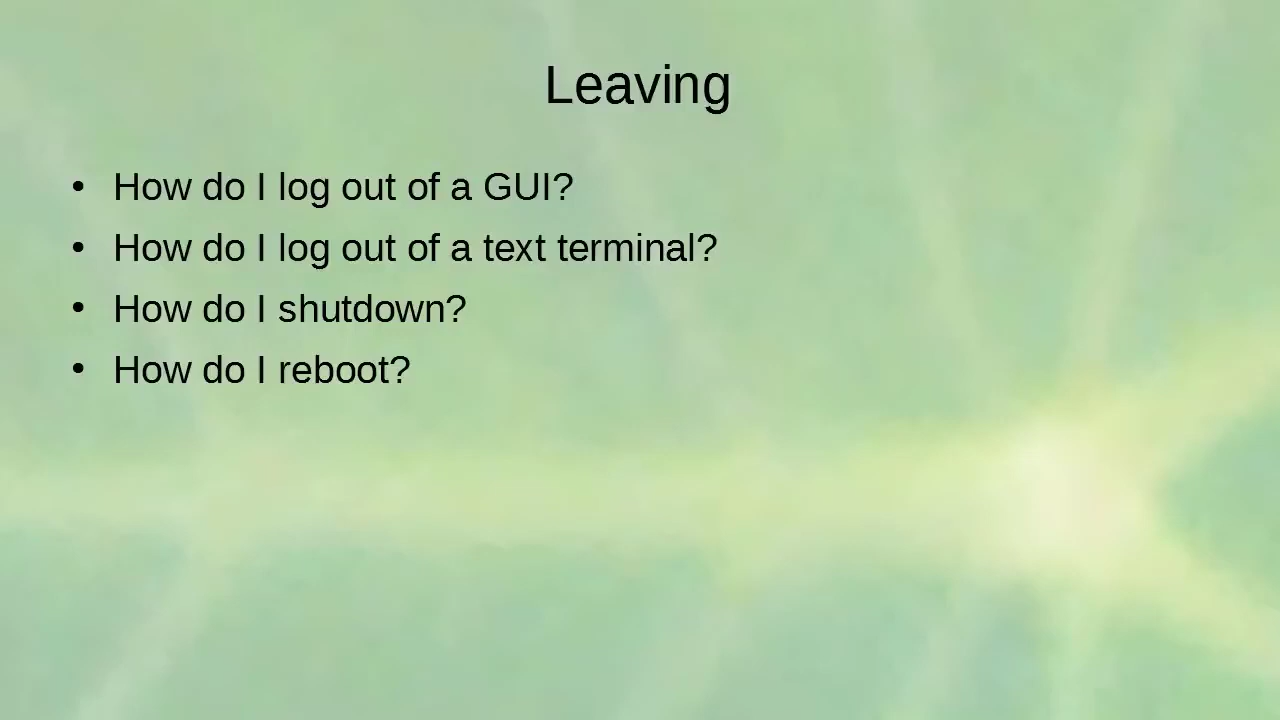 Leaving
• How do I log out of a GUI?
• How do I log out of a text terminal?
• How do I shutdown?
• How do I reboot?